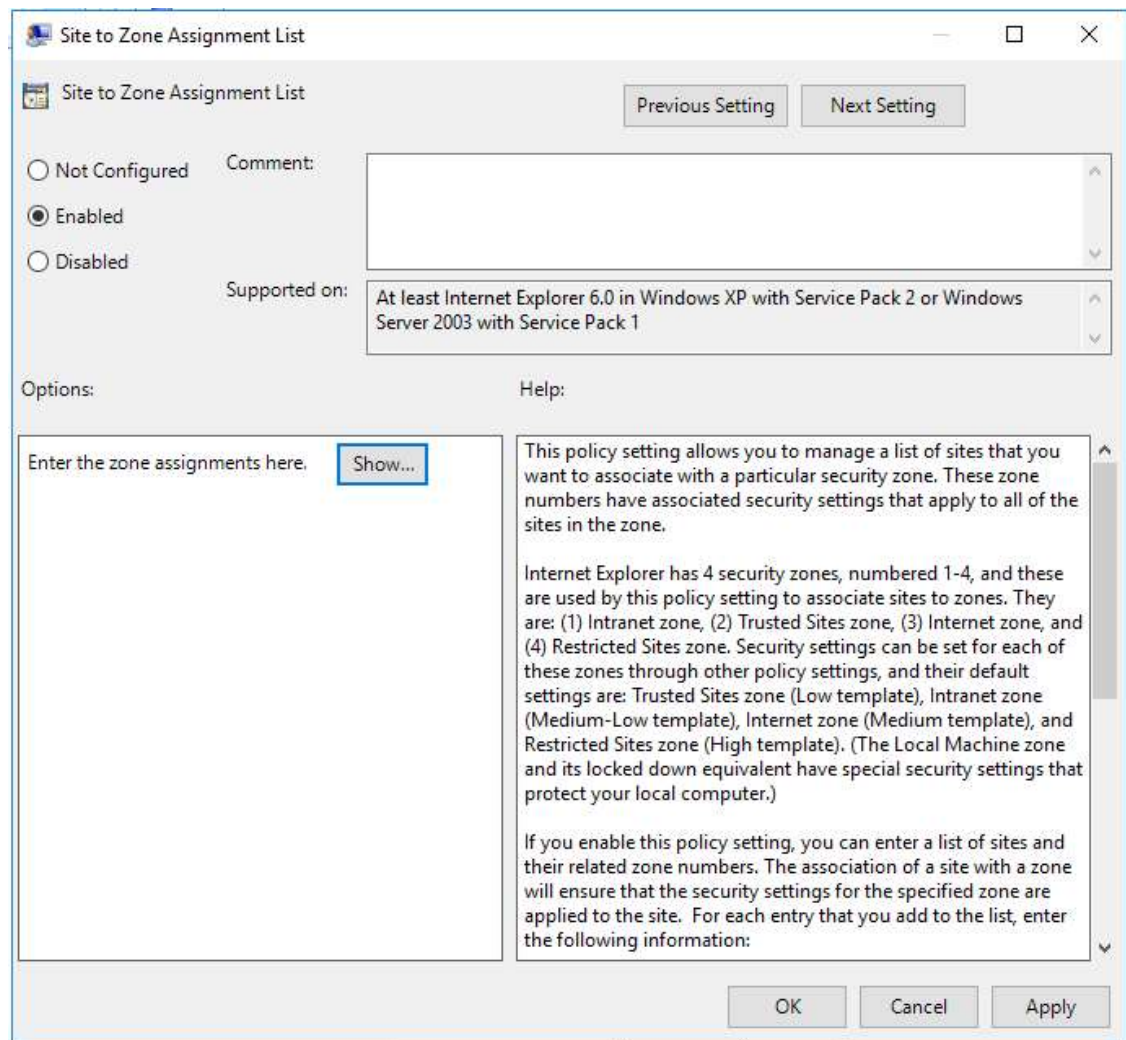 Site to Zone Assignment List
Site to Zone Assignment List
Previous Setting
Next Setting
Not Configured
Enabled
Disabled
Comment:
Supported on:
At least Internet Explorer 6.0 in Windows XP with Service Pack 2 or Windows
Server 2003 with Service Pack 1
Options:
Help:
Enter the zone assignments here.
Show...
This policy setting allows you to manage a list of sites that you
want to associate with a particular security zone. These zone
numbers have associated security settings that apply to all of the
sites in the zone.
Internet Explorer has 4 security zones, numbered 1-4, and these
are used by this policy setting to associate sites to zones. They
are: (1) Intranet zone, (2) Trusted Sites zone, (3) Internet zone, and
(4) Restricted Sites zone. Security settings can be set for each of
these zones through other policy settings, and their default
settings are: Trusted Sites zone (Low template), Intranet zone
(Medium-Low template), Internet zone (Medium template), and
Restricted Sites zone (High template). (The Local Machine zone
and its locked down equivalent have special security settings that
protect your local computer.)
If you enable this policy setting, you can enter a list of sites and
their related zone numbers. The association of a site with a zone
will ensure that the security settings for the specified zone are
applied to the site.  For each entry that you add to the list, enter
the following information:
OK
Cancel
Apply